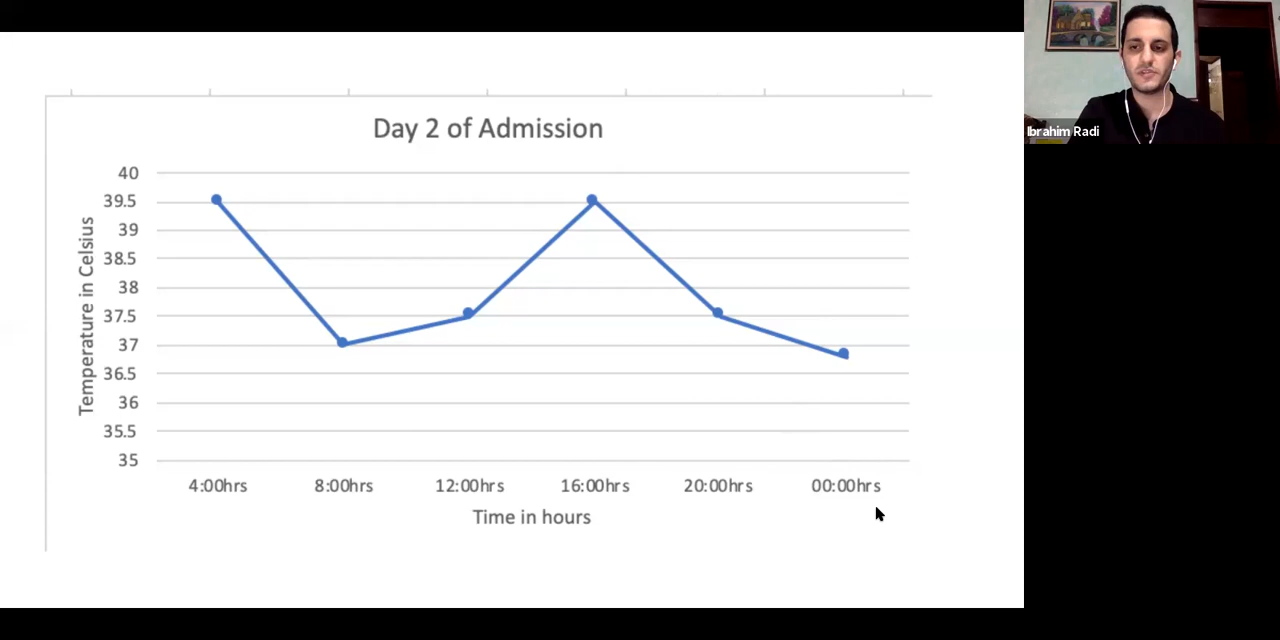 Day 2 of Admission
40
39.5
39
38.5
38
37.5
37
36.5
36
35.5
35
Temperature in Celsius
4:00hrs 8:00hrs 12:00hrs 16:00hrs 20:00hrs 00:00hrs
Time in hours
Ibrahim Radi